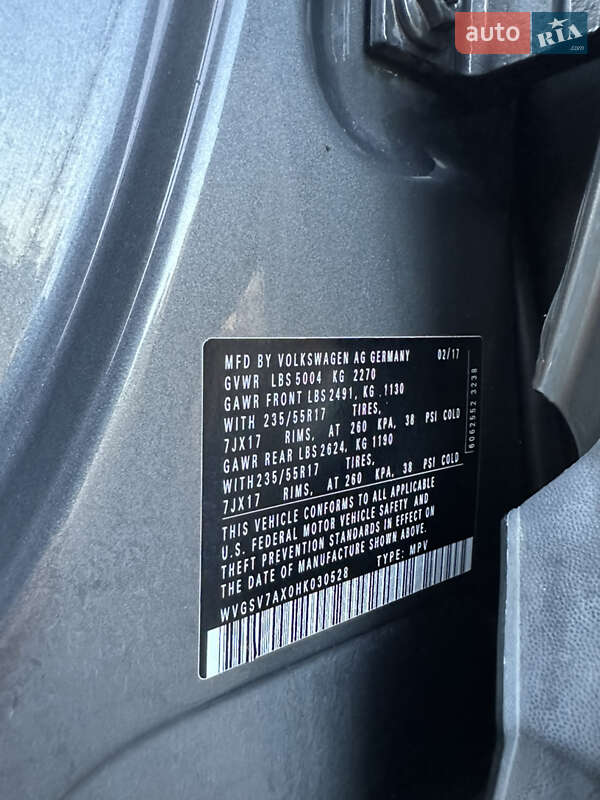 auto RIA.com
MFD BY VOLKSWAGEN AG GERMANY 02/17
GVWR LBS 5004 KG 2270
GAWR FRONT LBS 2491, KG .1130
WITH 235/55R17 TIRES,
7JX17 RIMS, AT 260 KPA, 38 PSI COLD
GAWR REAR LBS 2624, KG 1190
WITH 235/55R17 TIRES,
7JX17 RIMS, AT 260 KPA, 38 PSI COLD
THIS VEHICLE CONFORMS TO ALL APPLICABLE
U.S. FEDERAL MOTOR VEHICLE SAFETY AND
THEFT PREVENTION STANDARDS IN EFFECT ON
THE DATE OF MANUFACTURE SHOWN ABOVE.
WVGSV7AX0HK030528 TYPE: MPV
6062552 3238